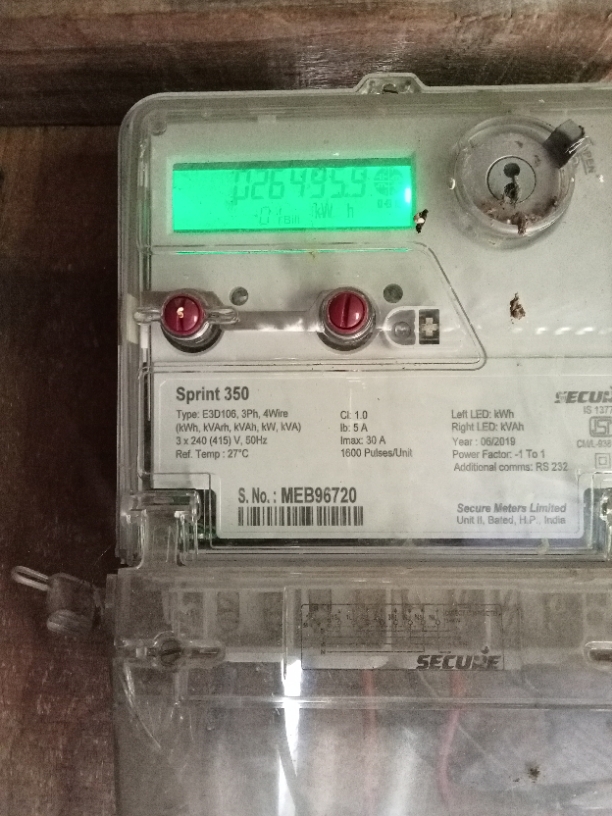 026495.9
kW h
OPEN
Sprint 350
Type: E3D106, 3Ph, 4Wire
(kWh, kVArh, kVAh, kW, kVA)
3 x 240 (415) V, 50Hz
Ref. Temp : 27°C
Cl: 1.0
Ib: 5 A
Imax: 30 A
1600 Pulses/Unit
Left LED: kWh
Right LED: kVAh
Year : 06/2019
Power Factor: -1 To 1
Additional comms: RS 232
SECURE
S. No. : MEB96720
Secure Meters Limited
Unit II, Bated, H.P., India
SECURE